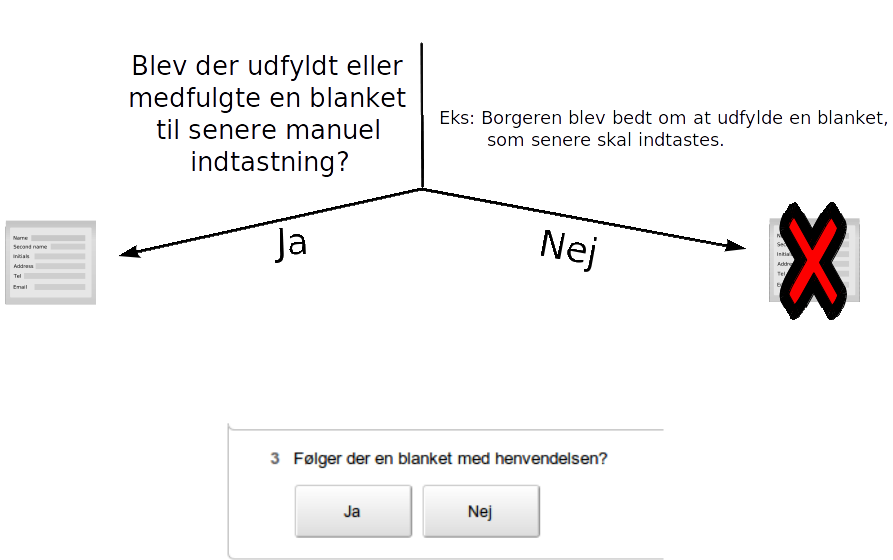 Blev der udfyldt eller
medfulgte en blanket
til senere manuel
indtastning?
Eks: Borgeren blev bedt om at udfylde en blanket,
som senere skal indtastes.
Ja
Nej
Name
Second name
Initials
Address
Tel
Email
3 Følger der en blanket med henvendelsen?
Ja
Nej